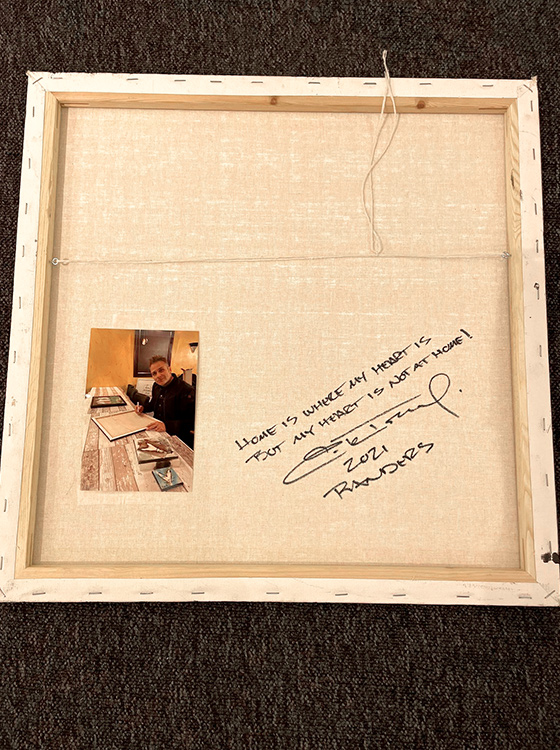 HOME IS WHERE MY HEART IS
BUT MY HEART IS NOT AT HOME!
2021
RANDERS